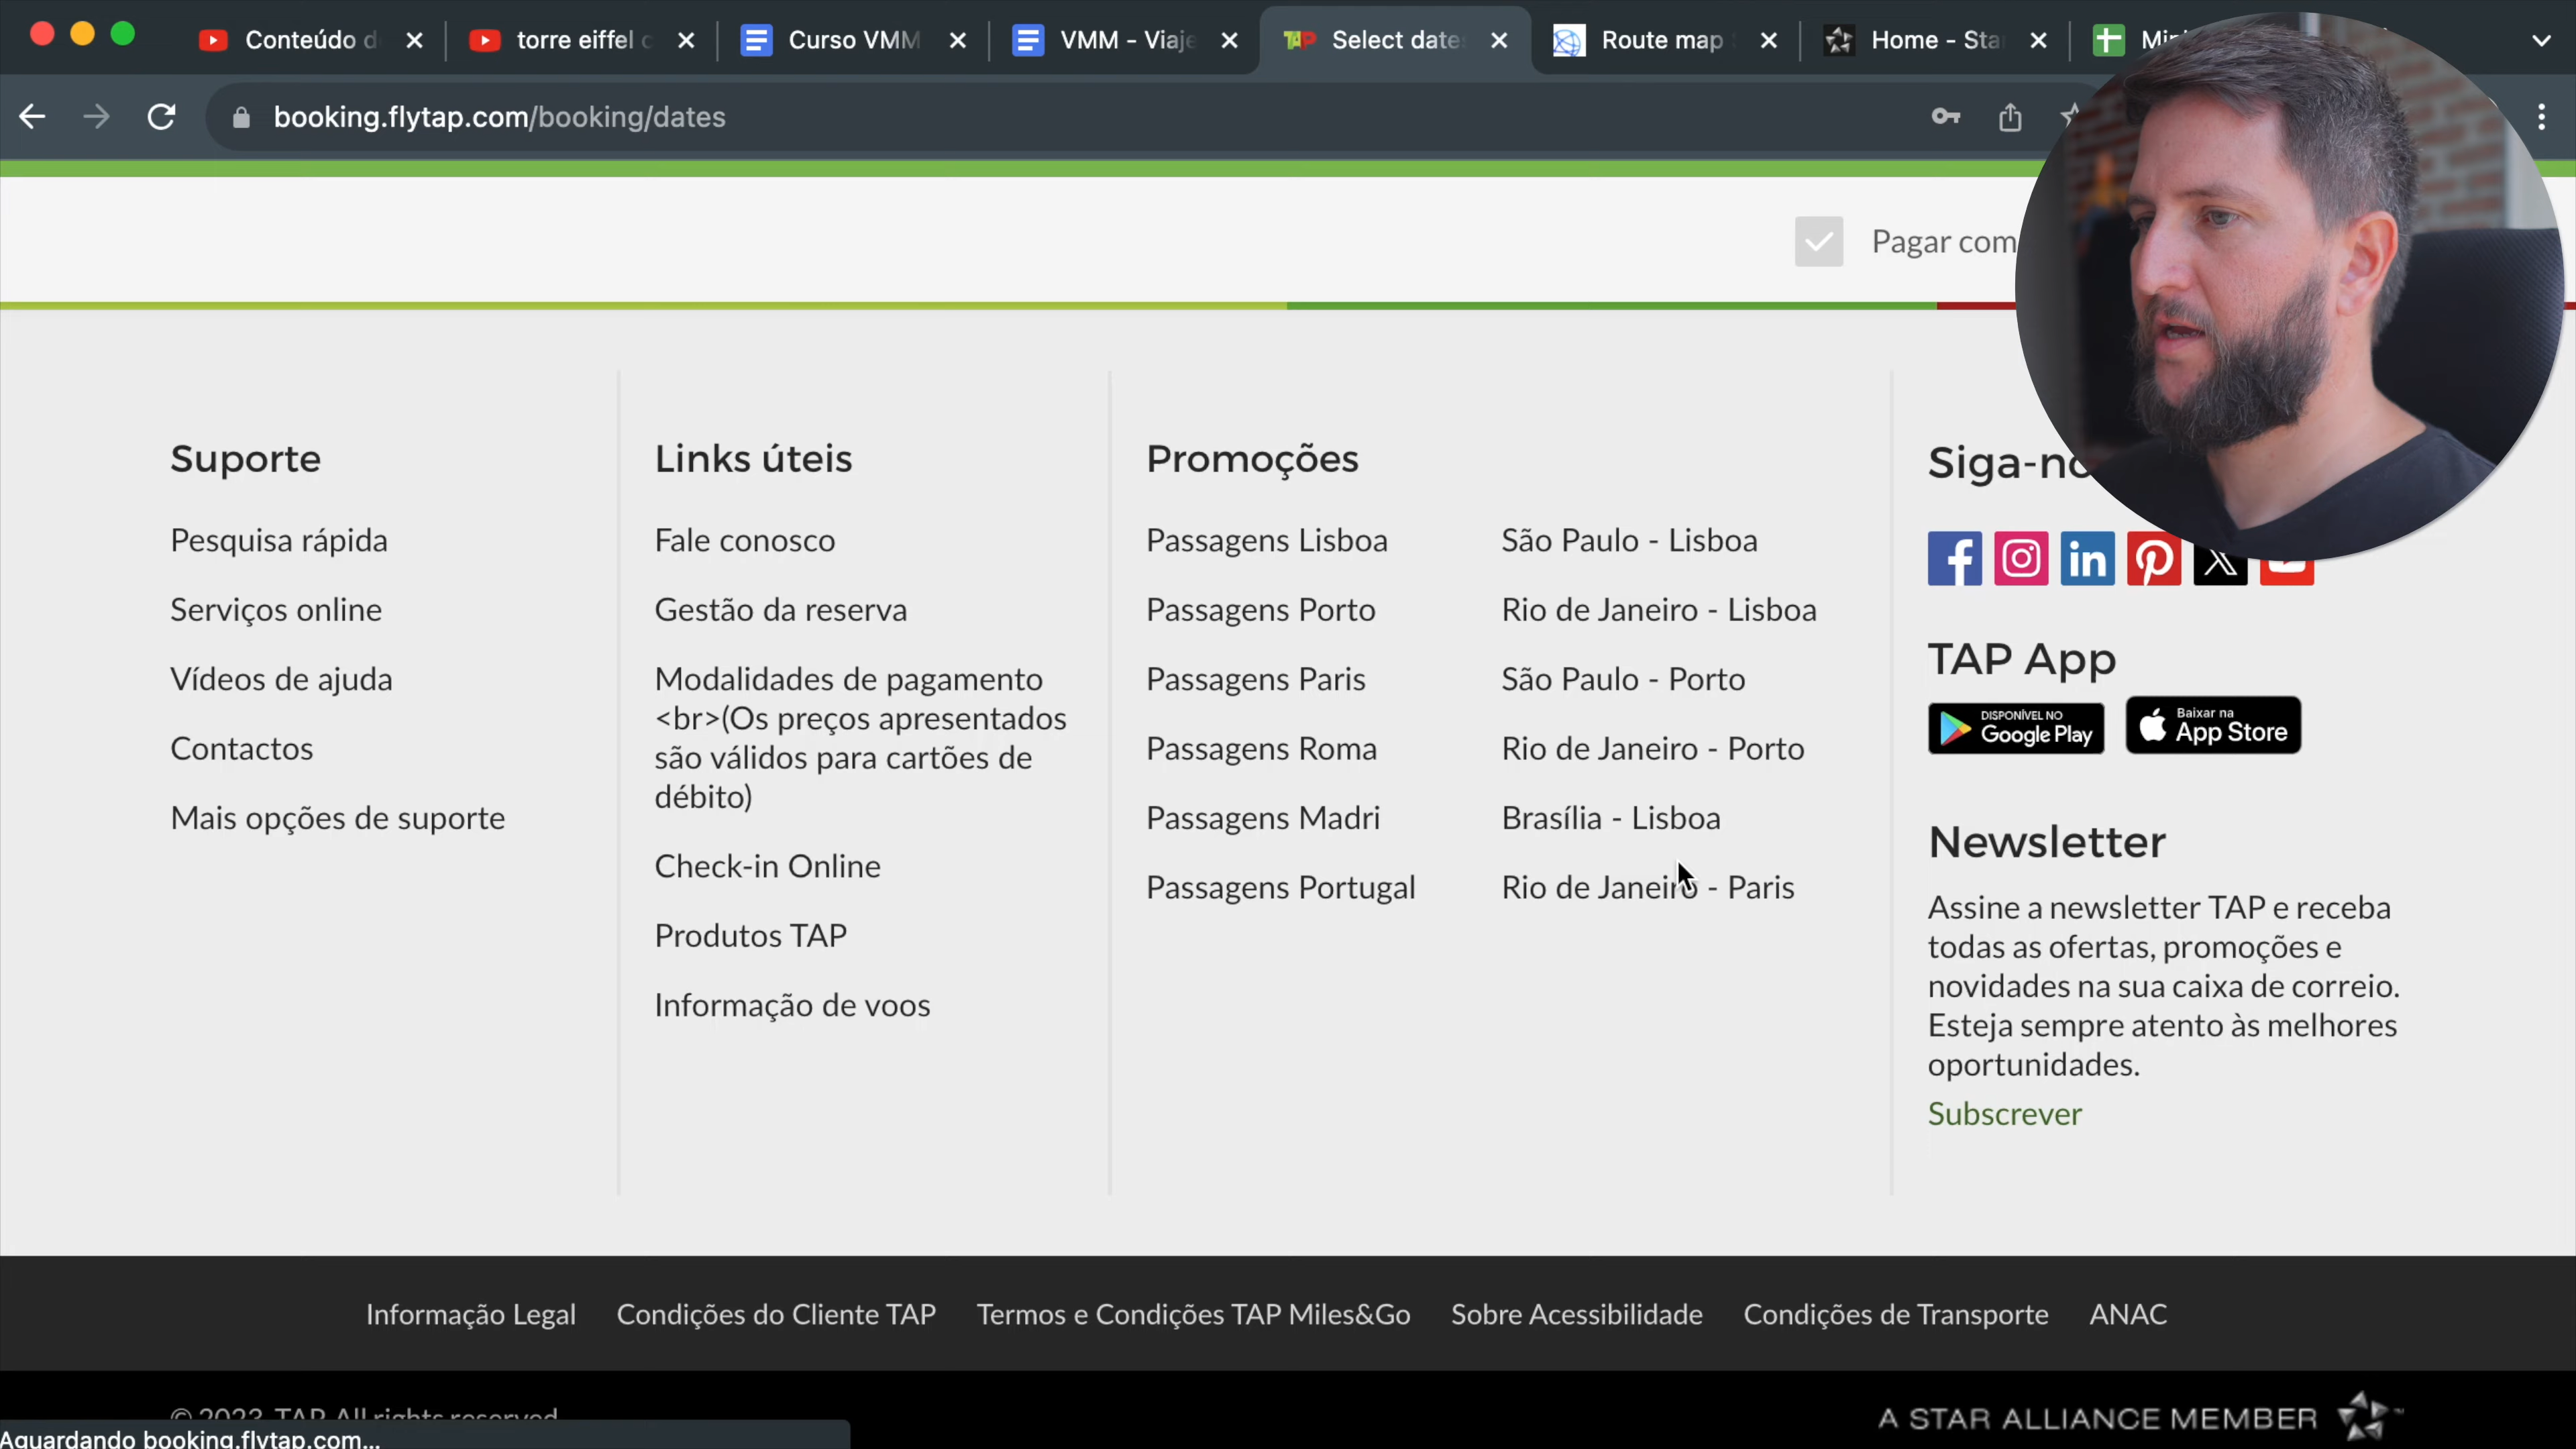 Conteúdo d
torre eiffel c
Curso VMM
VMM - Viaje
TAP
Select date
Route map
Home - Sta
booking.flytap.com/booking/dates
Pagar com
Suporte
Pesquisa rápida
Serviços online
Vídeos de ajuda
Contactos
Mais opções de suporte
Links úteis
Fale conosco
Gestão da reserva
Modalidades de pagamento
<br>(Os preços apresentados
são válidos para cartões de
débito)
Check-in Online
Produtos TAP
Informação de voos
Promoções
Passagens Lisboa
Passagens Porto
Passagens Paris
Passagens Roma
Passagens Madri
Passagens Portugal
São Paulo - Lisboa
Rio de Janeiro - Lisboa
São Paulo - Porto
Rio de Janeiro - Porto
Brasília - Lisboa
Rio de Janeiro - Paris
Siga-no
TAP App
DISPONÍVEL NO
Google Play
Baixar na
App Store
Newsletter
Assine a newsletter TAP e receba
todas as ofertas, promoções e
novidades na sua caixa de correio.
Esteja sempre atento às melhores
oportunidades.
Subscrever
Informação Legal Condições do Cliente TAP Termos e Condições TAP Miles&Go Sobre Acessibilidade Condições de Transporte ANAC
© 2023, TAP. All rights reserved
A STAR ALLIANCE MEMBER
Aguardando booking.flytap.com...